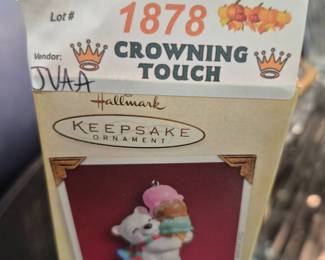 Lot #
1878
Vendor:
CROWNING
TOUCH
JVAA
Hallmark
KEEPSAKE
ORNAMENT